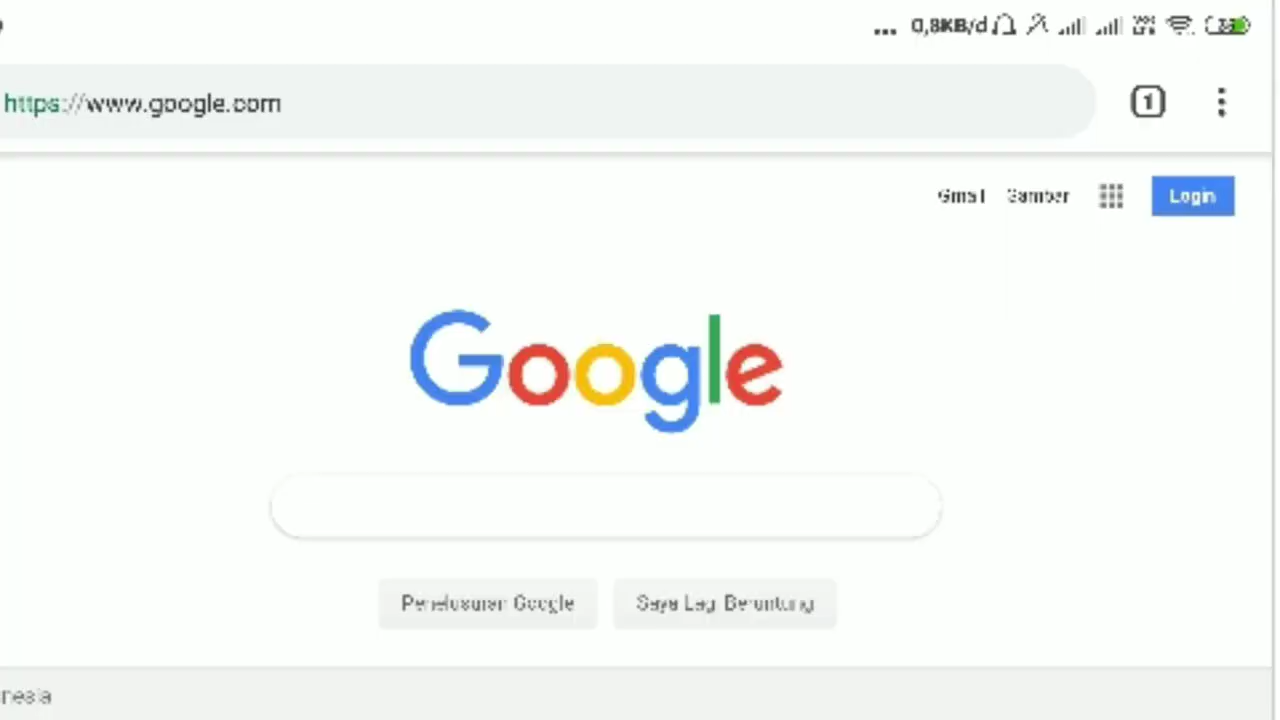 ... 0,8KB/d
https://www.google.com
1
Gmail Gambar Login
Google
Penelusuran Google Saya Lagi Beruntung
nesia